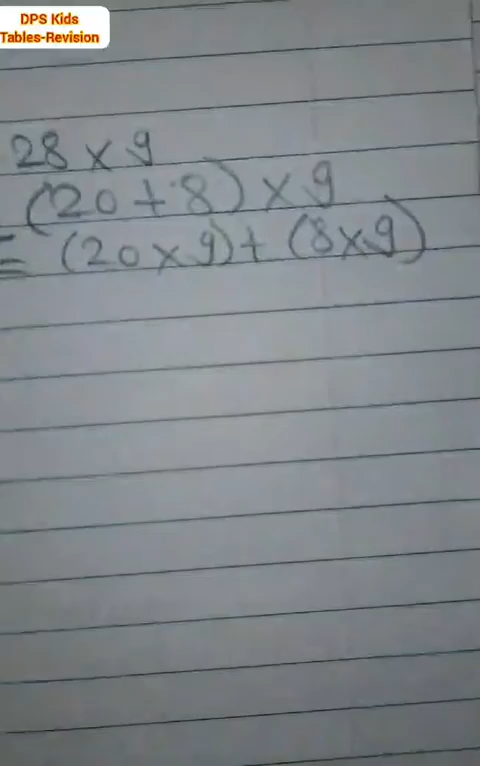 DPS Kids
Tables-Revision
28 x 9
= (20 + 8) x 9
= (20 x 9) + (8 x 9)